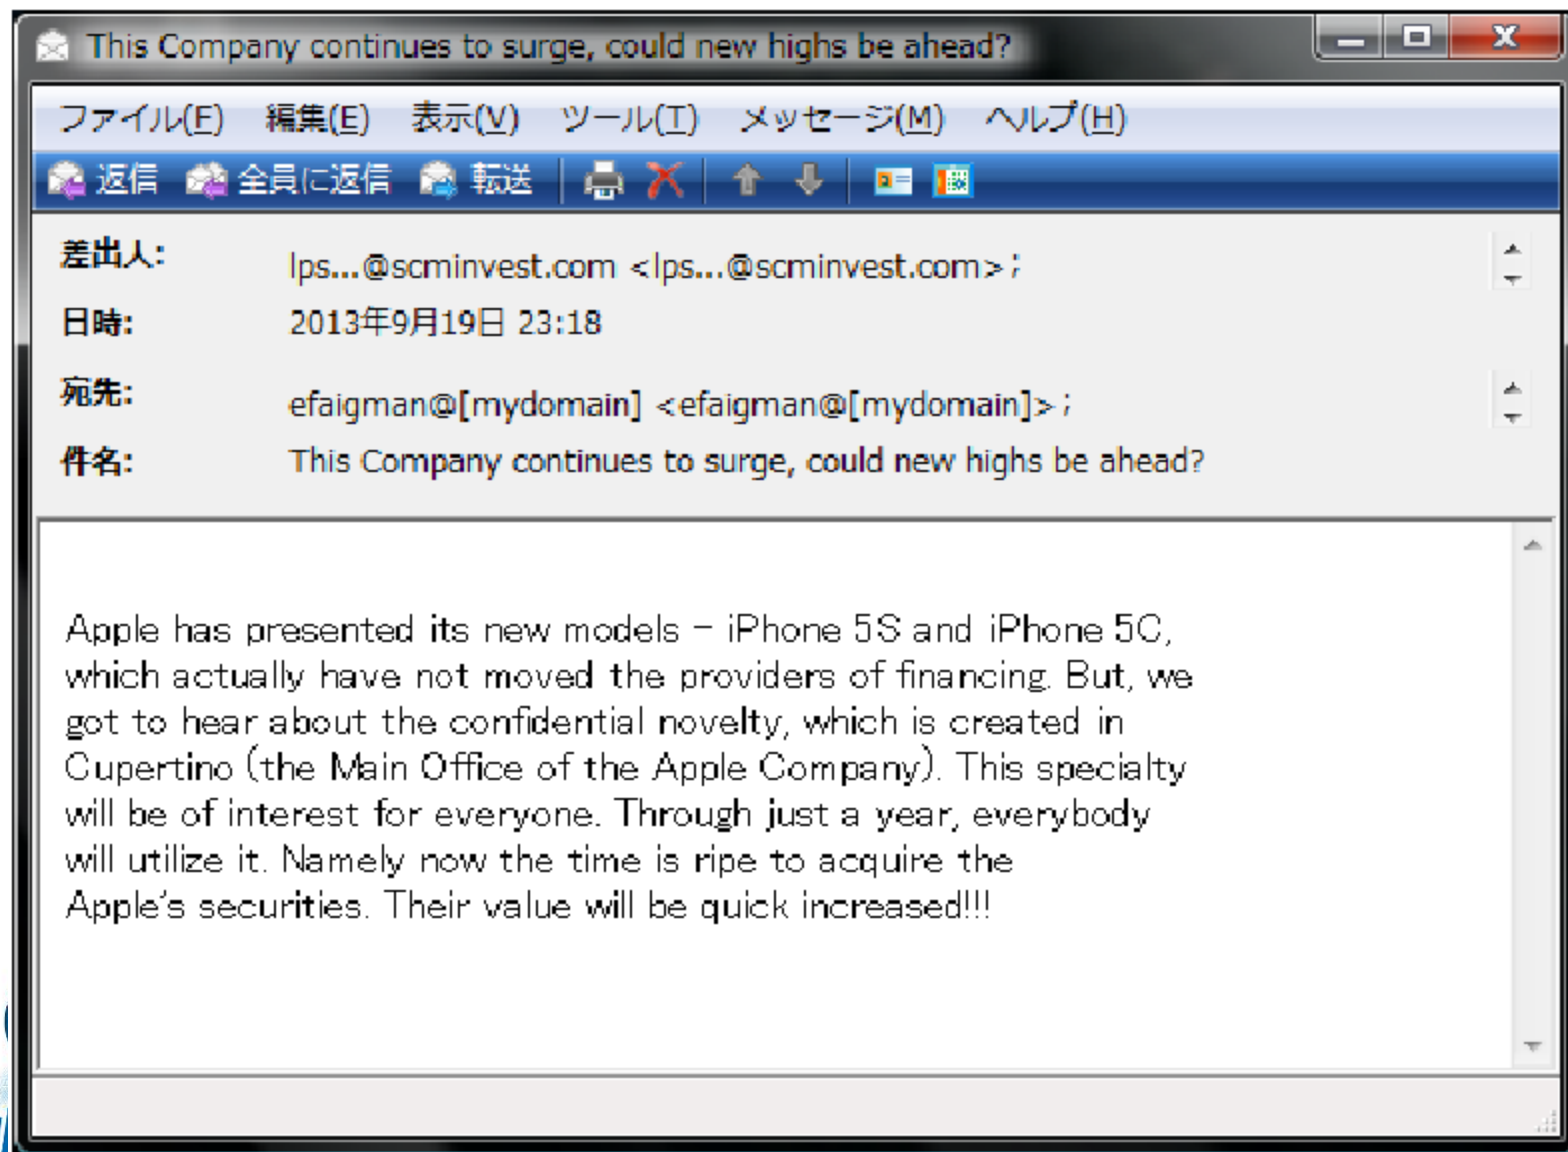 This Company continues to surge, could new highs be ahead?
ファイル(F) 編集(E) 表示(V) ツール(T) メッセージ(M) ヘルプ(H)
返信 全員に返信 転送
差出人: lps...@scminvest.com <lps...@scminvest.com>;
日時: 2013年9月19日 23:18
宛先: efaigman@[mydomain] <efaigman@[mydomain]>;
件名: This Company continues to surge, could new highs be ahead?
Apple has presented its new models - iPhone 5S and iPhone 5C,
which actually have not moved the providers of financing. But, we
got to hear about the confidential novelty, which is created in
Cupertino (the Main Office of the Apple Company). This specialty
will be of interest for everyone. Through just a year, everybody
will utilize it. Namely now the time is ripe to acquire the
Apple's securities. Their value will be quick increased!!!